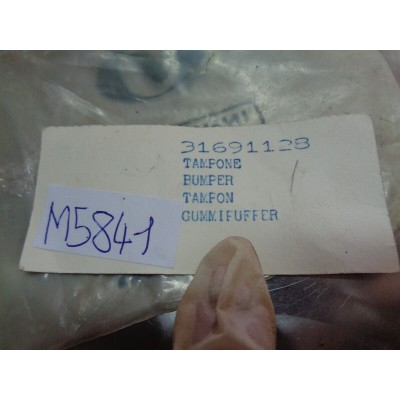 31691128
TAMPONE
BUMPER
TAMPON
GUMMIPUFFER
M5841